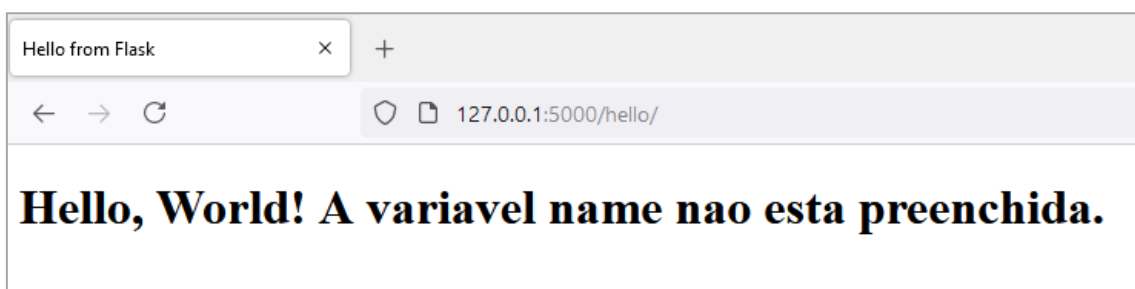 Hello from Flask
127.0.0.1:5000/hello/
Hello, World! A variavel name nao esta preenchida.